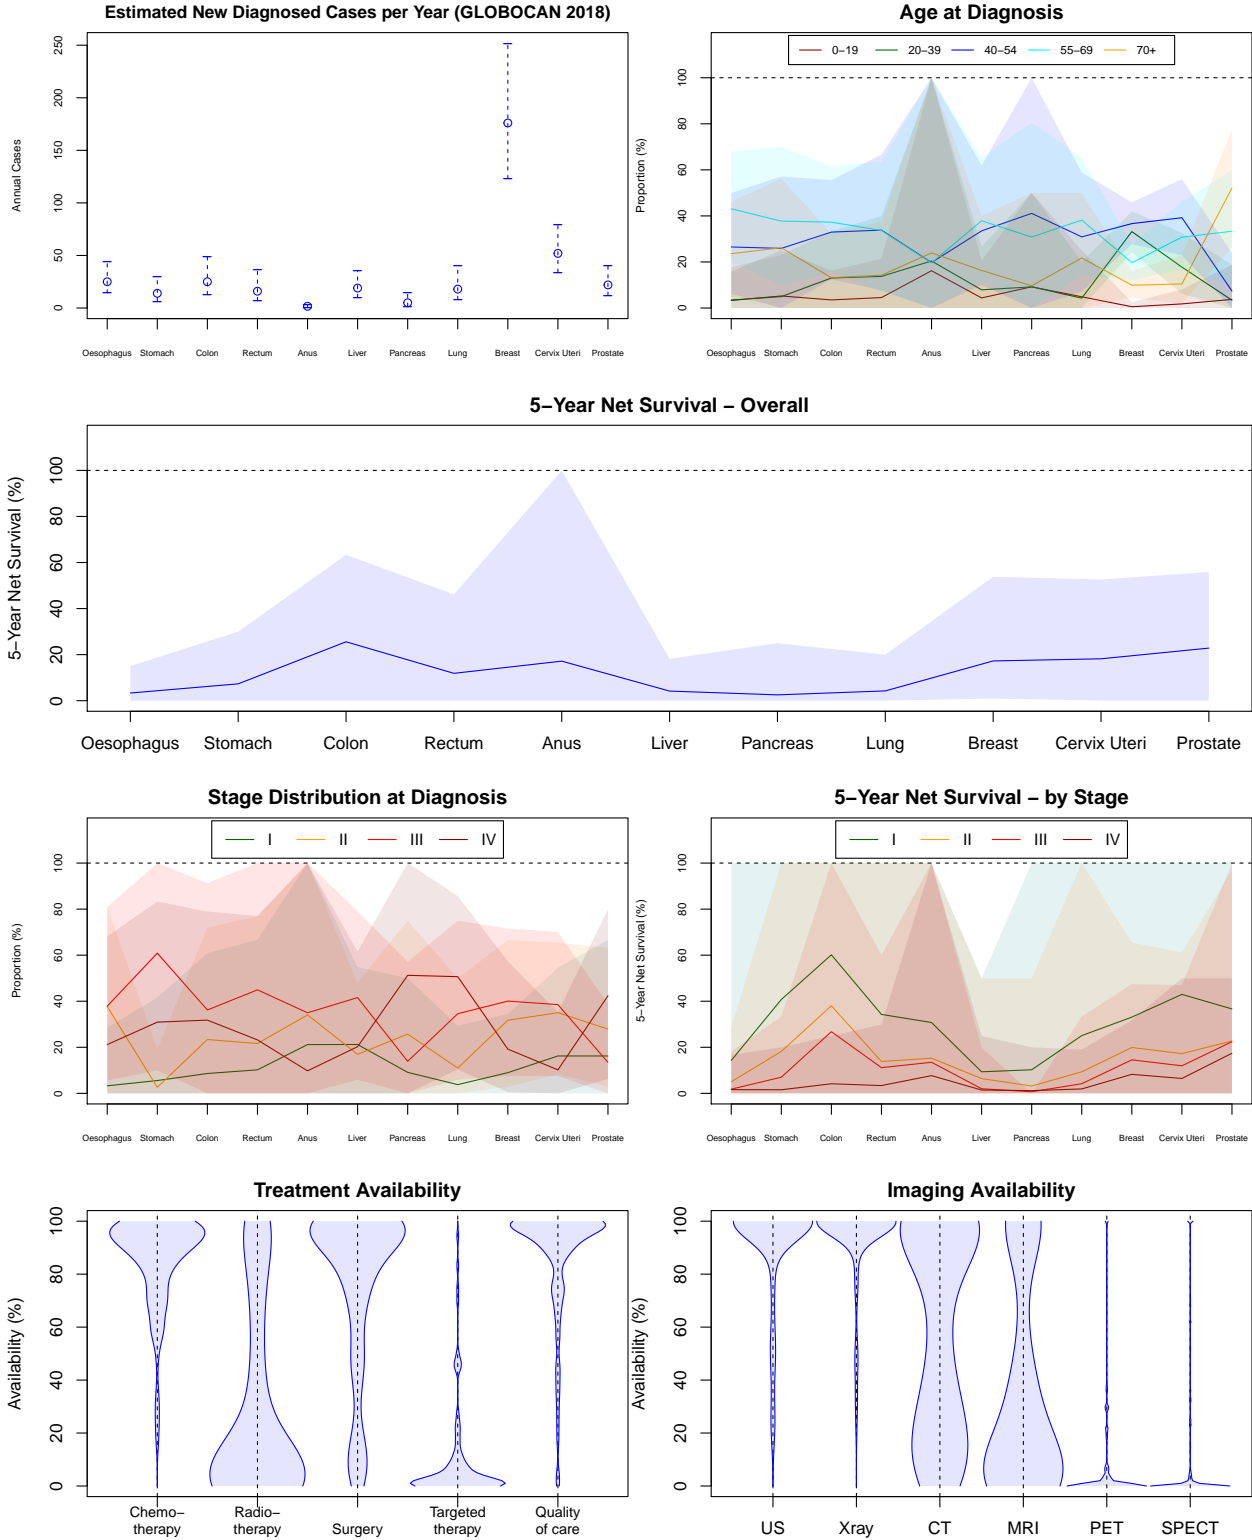 Estimated New Diagnosed Cases per Year (GLOBOCAN 2018)
Annual Cases
250
200
150
100
50
0
Oesophagus Stomach Colon Rectum Anus Liver Pancreas Lung Breast Cervix Uteri Prostate
Age at Diagnosis
0−19 20−39 40−54 55−69 70+
Proportion (%)
100
80
60
40
20
0
Oesophagus Stomach Colon Rectum Anus Liver Pancreas Lung Breast Cervix Uteri Prostate
5−Year Net Survival − Overall
5−Year Net Survival (%)
100
80
60
40
20
0
Oesophagus Stomach Colon Rectum Anus Liver Pancreas Lung Breast Cervix Uteri Prostate
Stage Distribution at Diagnosis
I II III IV
Proportion (%)
100
80
60
40
20
0
Oesophagus Stomach Colon Rectum Anus Liver Pancreas Lung Breast Cervix Uteri Prostate
5−Year Net Survival − by Stage
I II III IV
5−Year Net Survival (%)
100
80
60
40
20
0
Oesophagus Stomach Colon Rectum Anus Liver Pancreas Lung Breast Cervix Uteri Prostate
Treatment Availability
Availability (%)
100
80
60
40
20
0
Chemo− Radio− Targeted Quality
therapy therapy Surgery therapy of care
Imaging Availability
Availability (%)
100
80
60
40
20
0
US Xray CT MRI PET SPECT